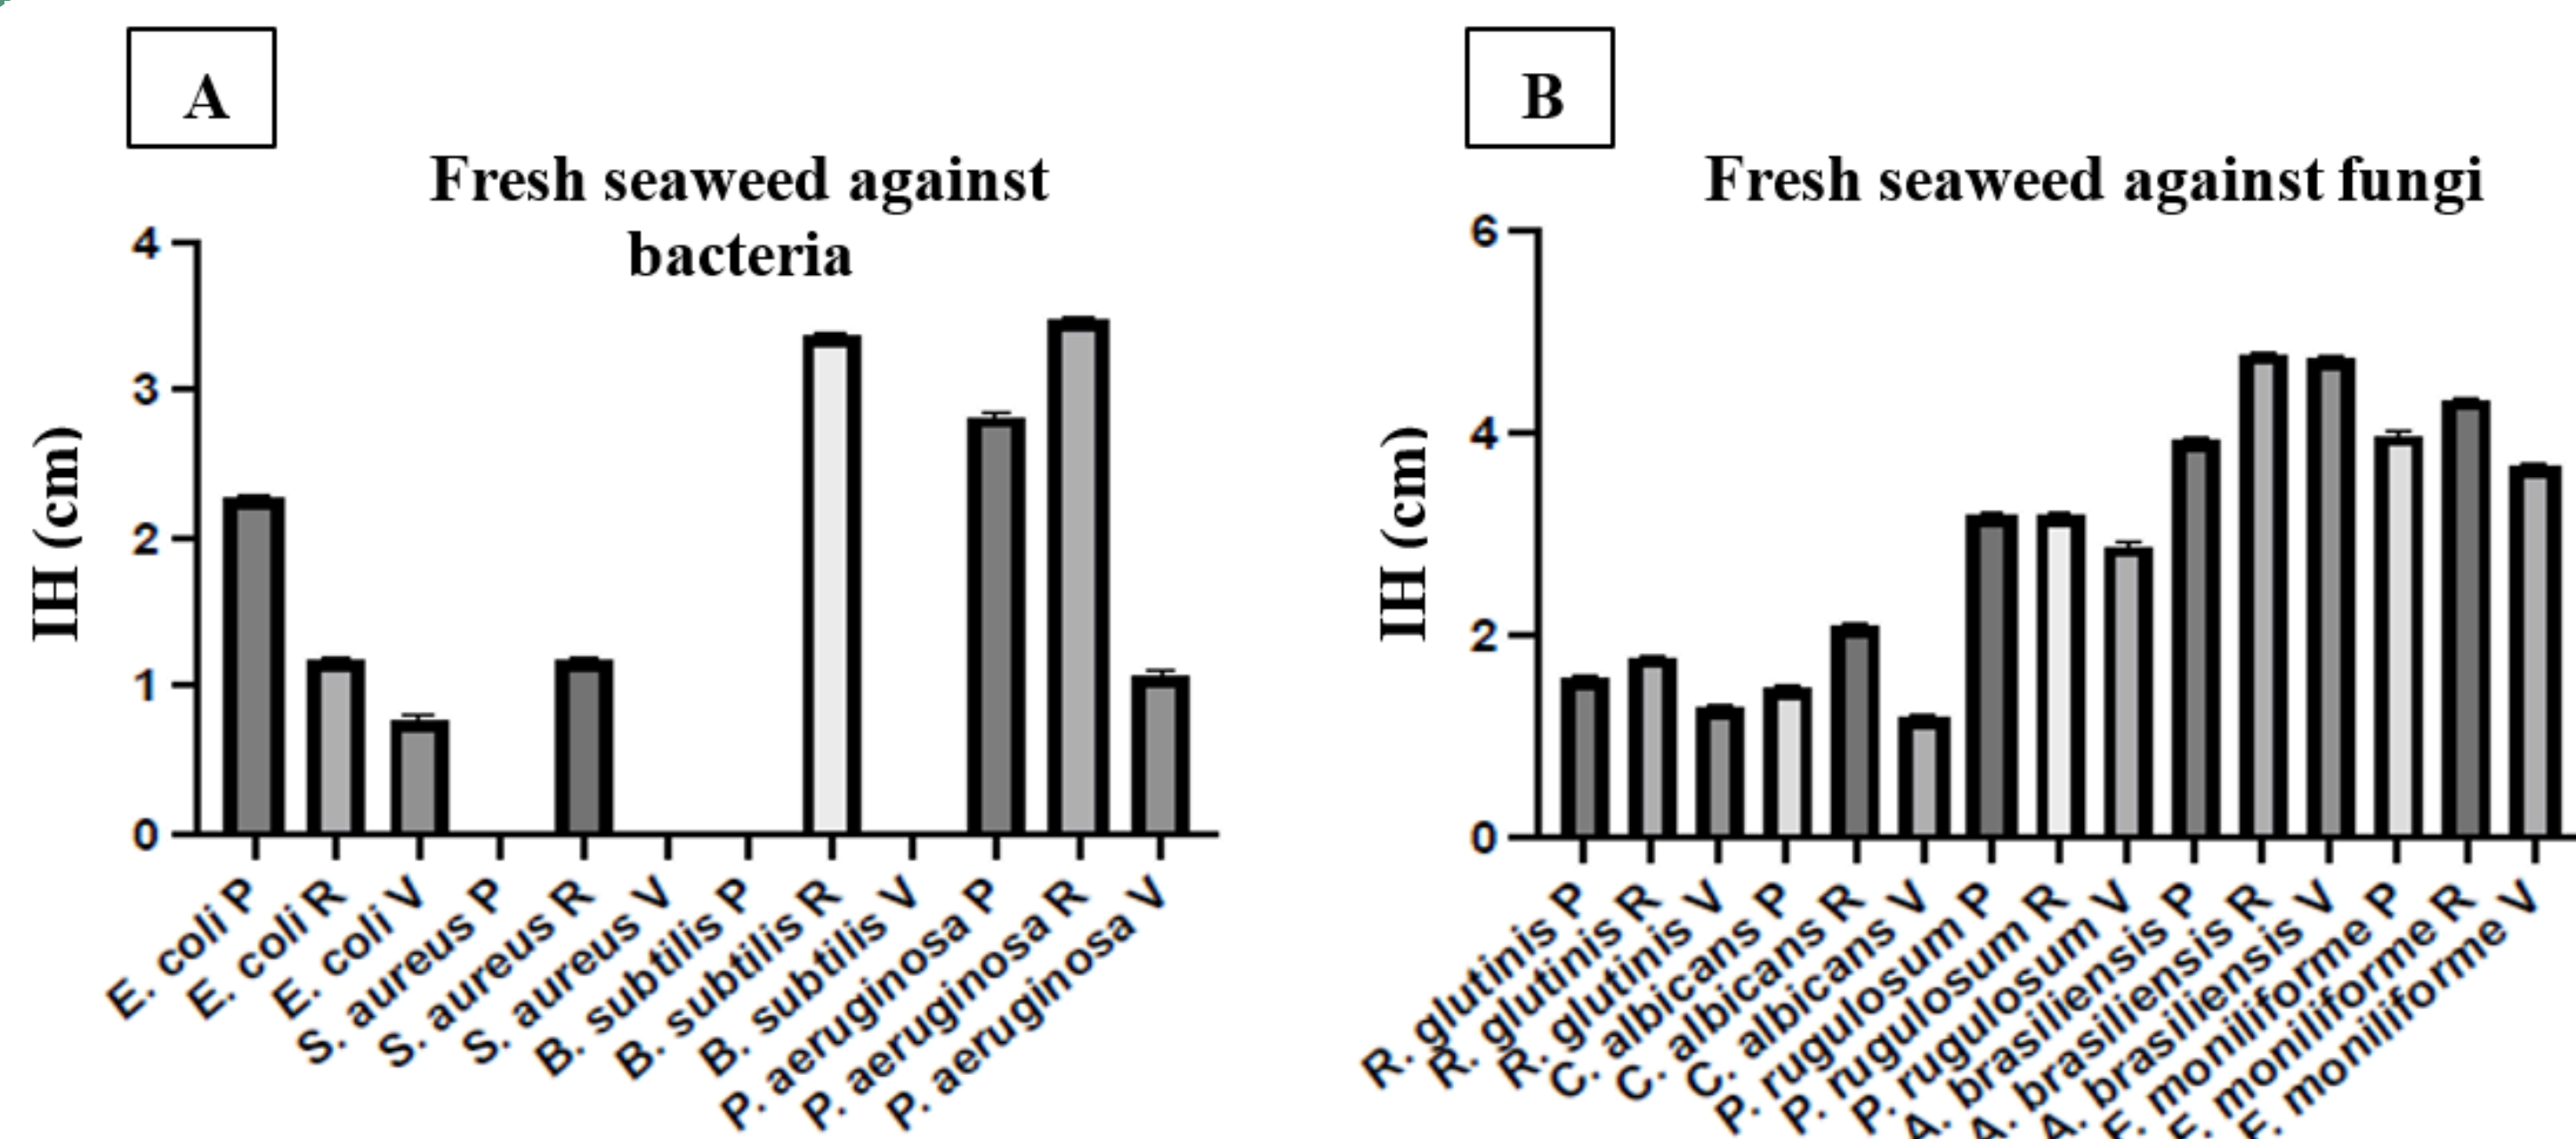 A
Fresh seaweed against
bacteria
IH (cm)
4
3
2
1
0
E. coli P
E. coli R
E. coli V
S. aureus P
S. aureus R
S. aureus V
B. subtilis P
B. subtilis R
B. subtilis V
P. aeruginosa P
P. aeruginosa R
P. aeruginosa V
B
Fresh seaweed against fungi
IH (cm)
6
4
2
0
R. glutinis P
R. glutinis R
R. glutinis V
C. albicans P
C. albicans R
C. albicans V
P. rugulosum P
P. rugulosum R
P. rugulosum V
A. brasiliensis P
A. brasiliensis R
A. brasiliensis V
F. moniliforme P
F. moniliforme R
F. moniliforme V